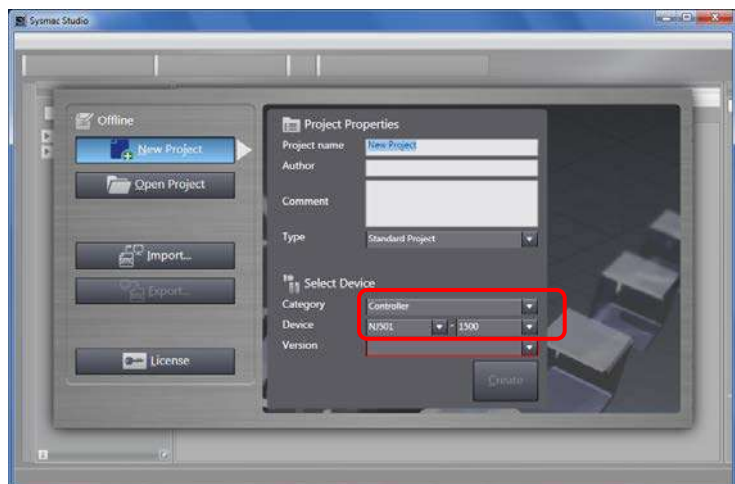 Sysmac Studio
Offline
New Project
Open Project
Import...
Export...
License
Project Properties
Project name New Project
Author
Comment
Type Standard Project
Select Device
Category Controller
Device NJ501 - 1500
Version
Create